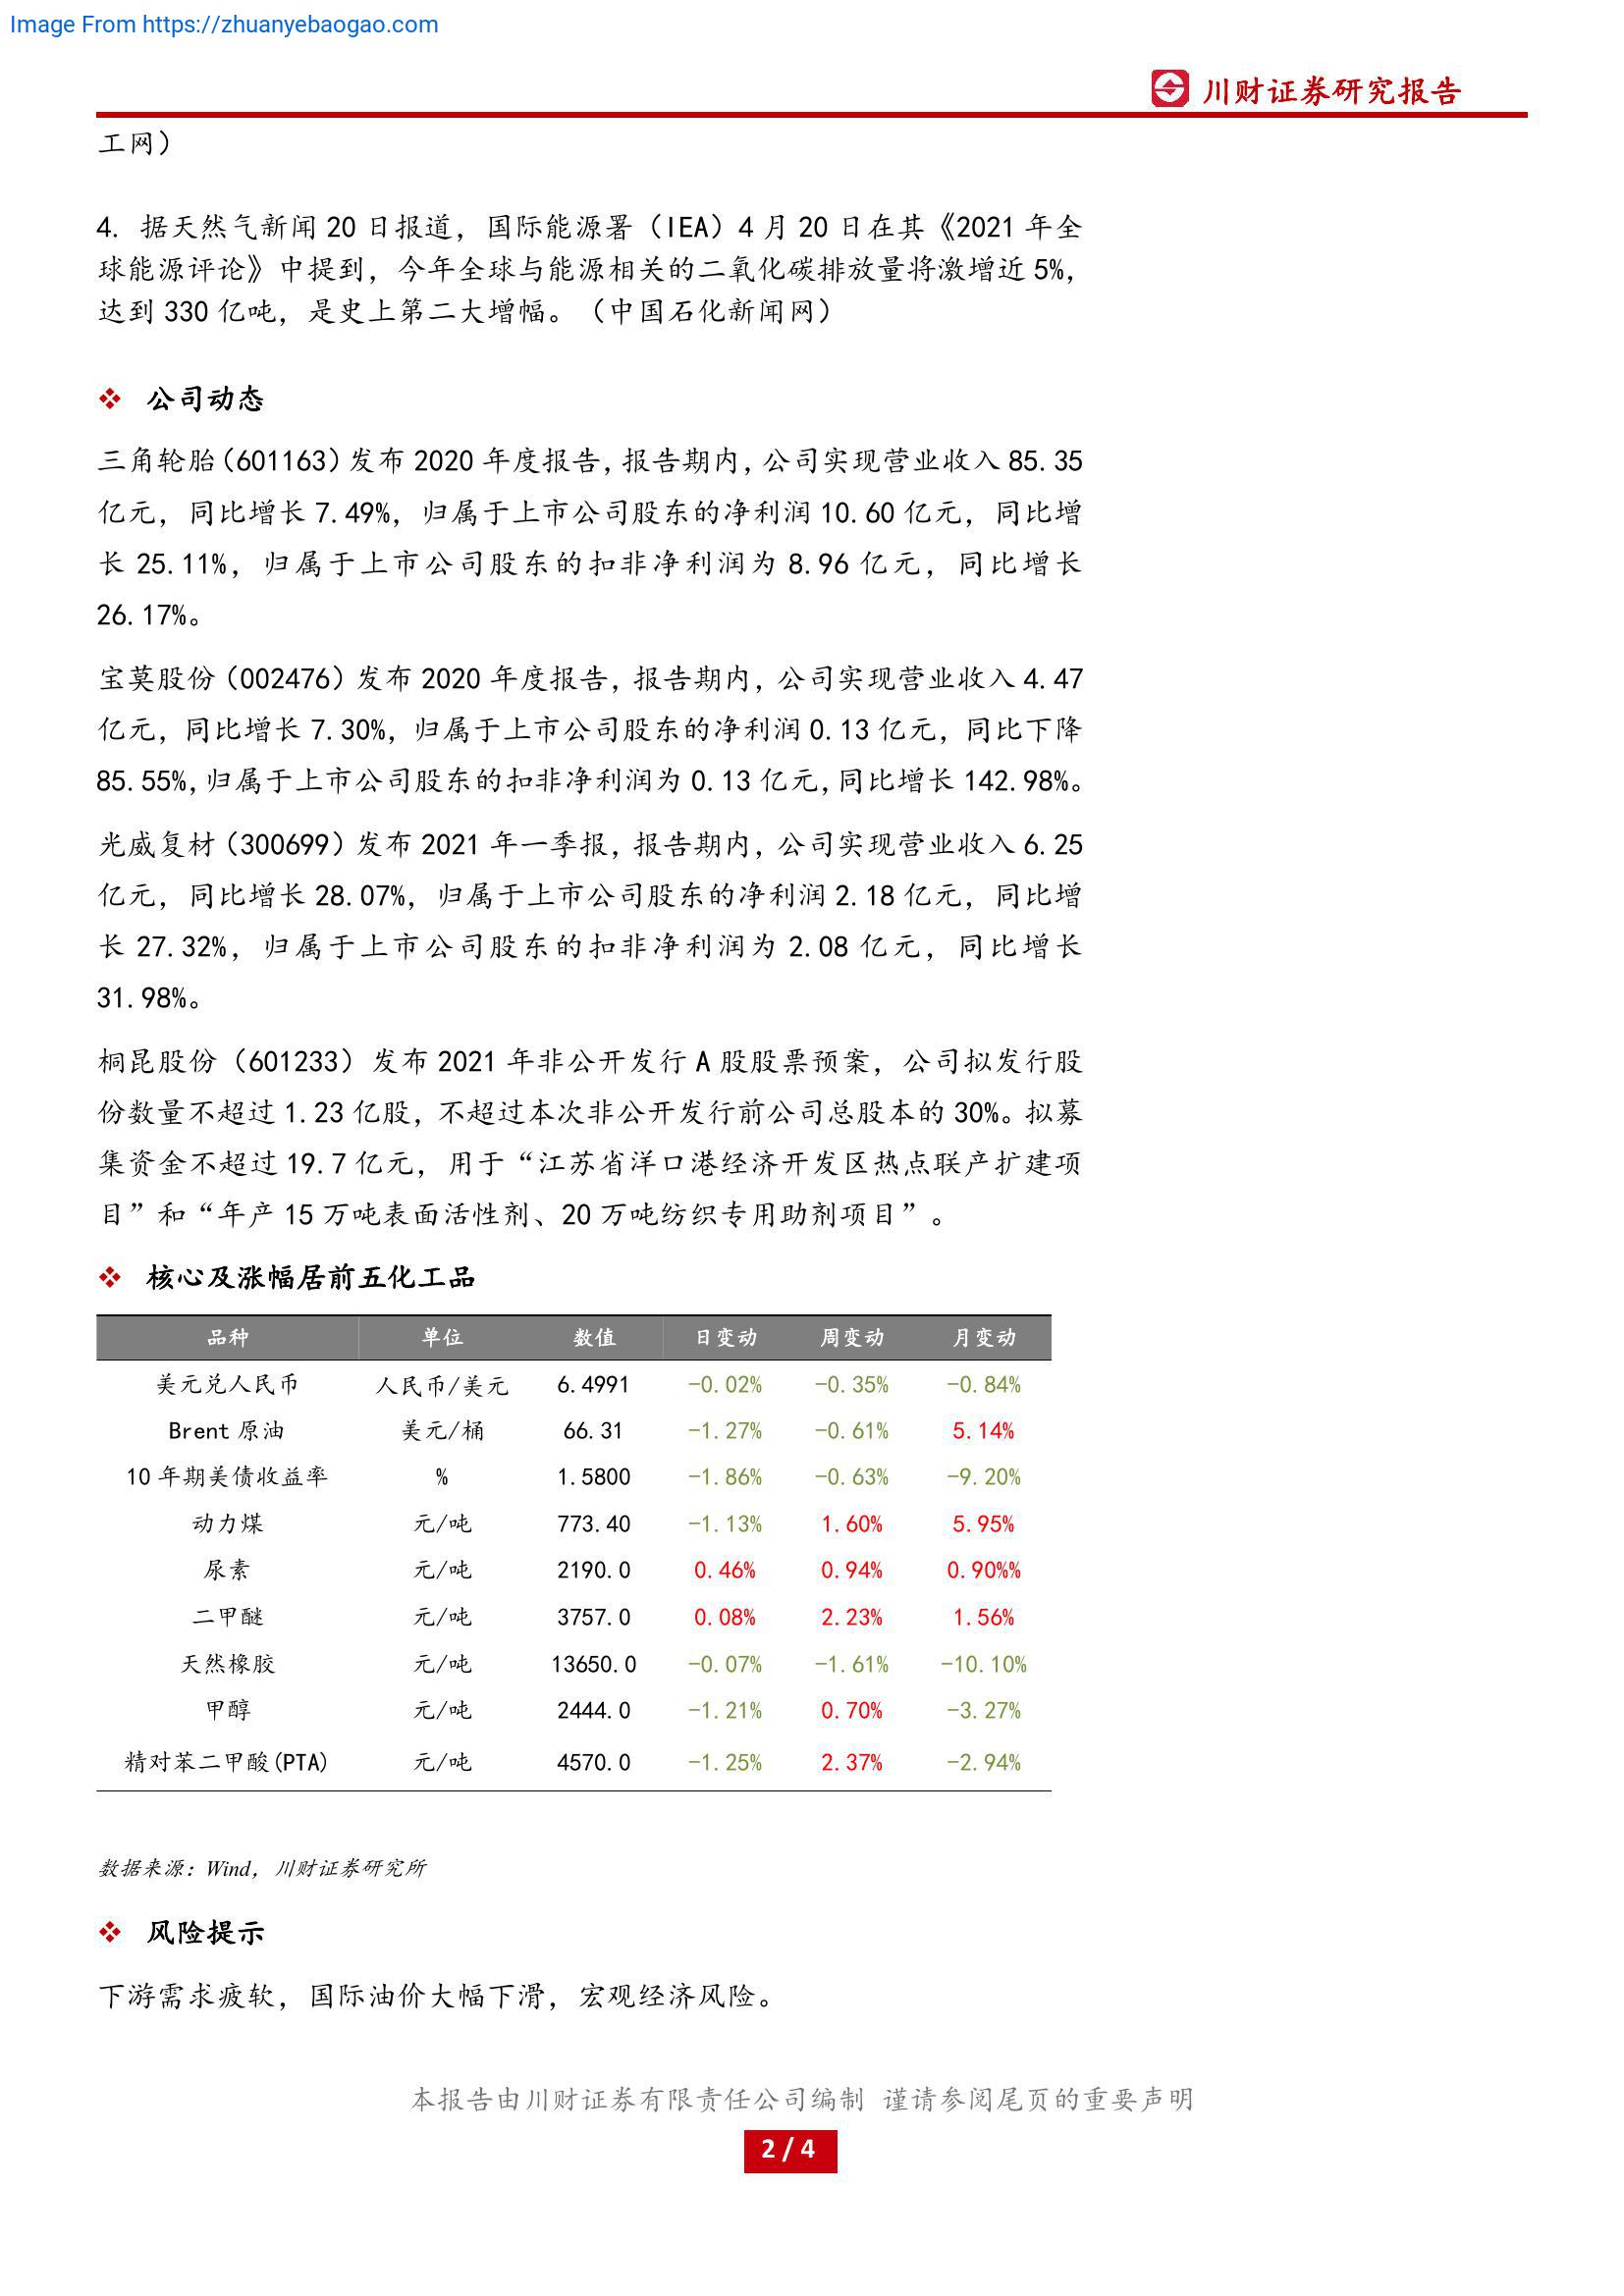 Image From https://zhuanyebaogao.com
川财证券研究报告
工网）
4. 据天然气新闻 20 日报道，国际能源署（IEA）4 月 20 日在其《2021 年全
球能源评论》中提到，今年全球与能源相关的二氧化碳排放量将激增近 5%，
达到 330 亿吨，是史上第二大增幅。（中国石化新闻网）
❖ 公司动态
三角轮胎（601163）发布 2020 年度报告，报告期内，公司实现营业收入 85.35
亿元，同比增长 7.49%，归属于上市公司股东的净利润 10.60 亿元，同比增
长 25.11%，归属于上市公司股东的扣非净利润为 8.96 亿元，同比增长
26.17%。
宝莫股份（002476）发布 2020 年度报告，报告期内，公司实现营业收入 4.47
亿元，同比增长 7.30%，归属于上市公司股东的净利润 0.13 亿元，同比下降
85.55%，归属于上市公司股东的扣非净利润为 0.13 亿元，同比增长 142.98%。
光威复材（300699）发布 2021 年一季报，报告期内，公司实现营业收入 6.25
亿元，同比增长 28.07%，归属于上市公司股东的净利润 2.18 亿元，同比增
长 27.32%，归属于上市公司股东的扣非净利润为 2.08 亿元，同比增长
31.98%。
桐昆股份（601233）发布 2021 年非公开发行 A 股股票预案，公司拟发行股
份数量不超过 1.23 亿股，不超过本次非公开发行前公司总股本的 30%。拟募
集资金不超过 19.7 亿元，用于“江苏省洋口港经济开发区热点联产扩建项
目”和“年产 15 万吨表面活性剂、20 万吨纺织专用助剂项目”。
❖ 核心及涨幅居前五化工品
品种 单位 数值 日变动 周变动 月变动
美元兑人民币 人民币/美元 6.4991 -0.02% -0.35% -0.84%
Brent 原油 美元/桶 66.31 -1.27% -0.61% 5.14%
10 年期美债收益率 % 1.5800 -1.86% -0.63% -9.20%
动力煤 元/吨 773.40 -1.13% 1.60% 5.95%
尿素 元/吨 2190.0 0.46% 0.94% 0.90%%
二甲醚 元/吨 3757.0 0.08% 2.23% 1.56%
天然橡胶 元/吨 13650.0 -0.07% -1.61% -10.10%
甲醇 元/吨 2444.0 -1.21% 0.70% -3.27%
精对苯二甲酸(PTA) 元/吨 4570.0 -1.25% 2.37% -2.94%
数据来源：Wind，川财证券研究所
❖ 风险提示
下游需求疲软，国际油价大幅下滑，宏观经济风险。
本报告由川财证券有限责任公司编制 谨请参阅尾页的重要声明
2 / 4